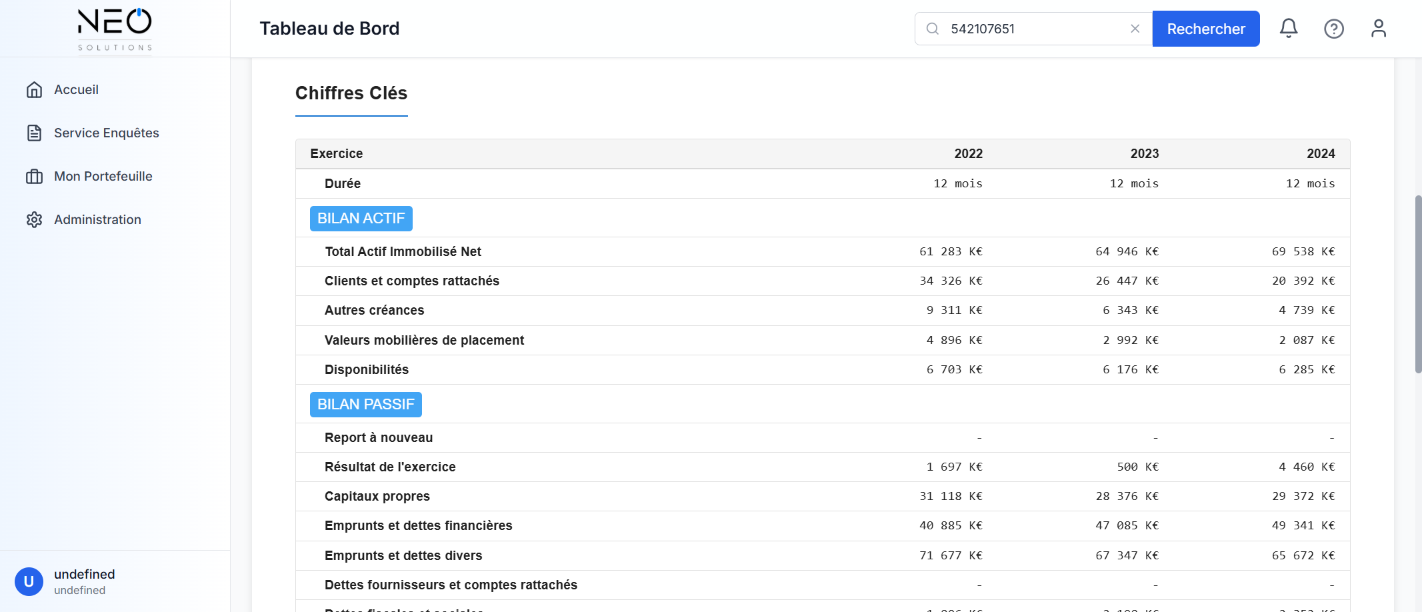 NEO
SOLUTIONS
Tableau de Bord
542107651
Rechercher
Accueil
Service Enquêtes
Mon Portefeuille
Administration
U
undefined
undefined
Chiffres Clés
Exercice 2022 2023 2024
Durée 12 mois 12 mois 12 mois
BILAN ACTIF
Total Actif Immobilisé Net 61 283 K€ 64 946 K€ 69 538 K€
Clients et comptes rattachés 34 326 K€ 26 447 K€ 20 392 K€
Autres créances 9 311 K€ 6 343 K€ 4 739 K€
Valeurs mobilières de placement 4 896 K€ 2 992 K€ 2 087 K€
Disponibilités 6 703 K€ 6 176 K€ 6 285 K€
BILAN PASSIF
Report à nouveau - - -
Résultat de l'exercice 1 697 K€ 500 K€ 4 460 K€
Capitaux propres 31 118 K€ 28 376 K€ 29 372 K€
Emprunts et dettes financières 40 885 K€ 47 085 K€ 49 341 K€
Emprunts et dettes divers 71 677 K€ 67 347 K€ 65 672 K€
Dettes fournisseurs et comptes rattachés - - -